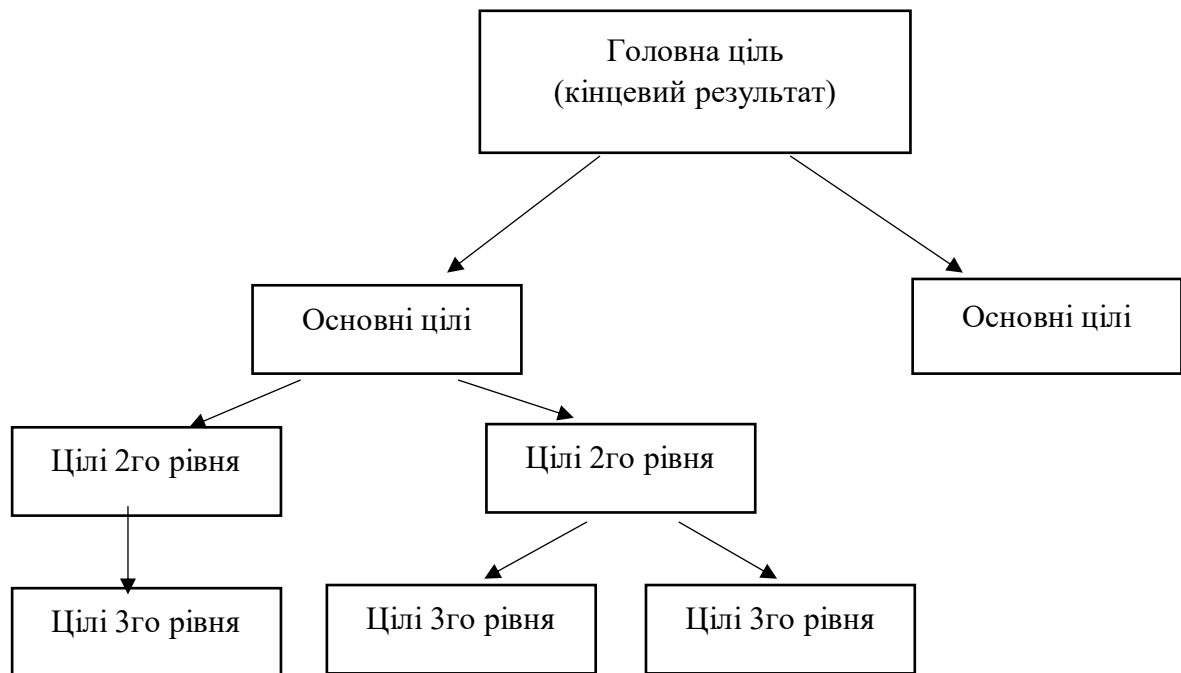 Головна ціль
(кінцевий результат)
Основні цілі
Основні цілі
Цілі 2го рівня
Цілі 2го рівня
Цілі 3го рівня
Цілі 3го рівня
Цілі 3го рівня